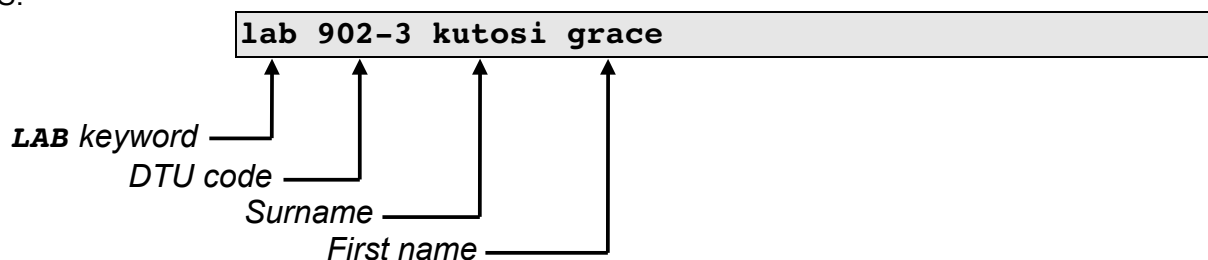 lab 902-3 kutosi grace
LAB keyword
DTU code
Surname
First name